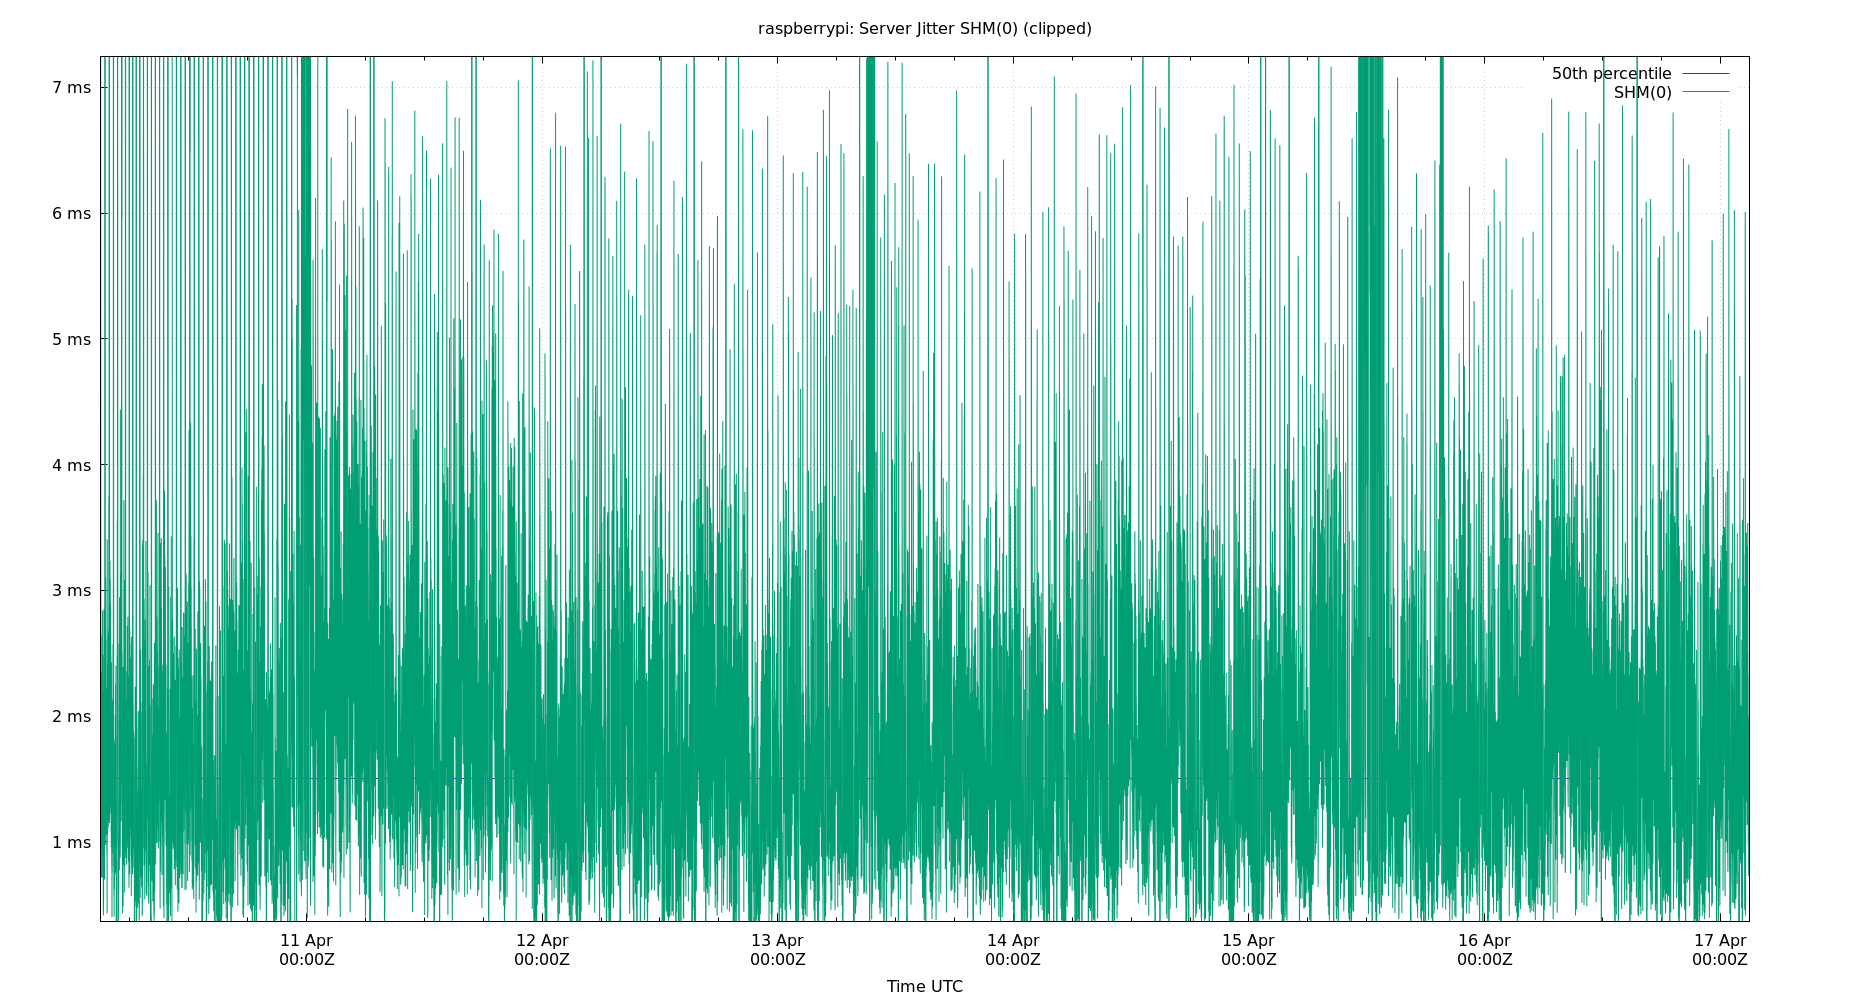 raspberrypi: Server Jitter SHM(0) (clipped)
50th percentile
SHM(0)
7 ms
6 ms
5 ms
4 ms
3 ms
2 ms
1 ms
11 Apr 12 Apr 13 Apr 14 Apr 15 Apr 16 Apr 17 Apr
00:00Z 00:00Z 00:00Z 00:00Z 00:00Z 00:00Z 00:00Z
Time UTC